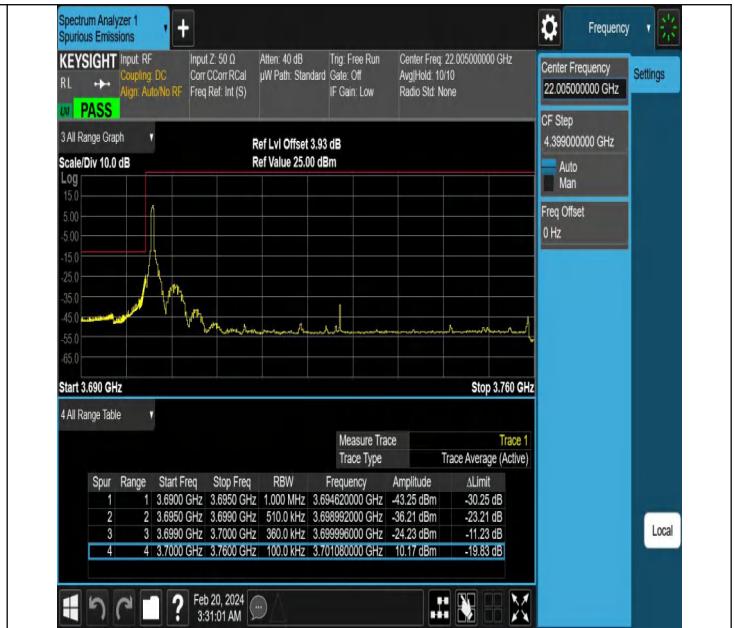 Spectrum Analyzer 1
Spurious Emissions
Frequency
KEYSIGHT
RL
Input: RF
Coupling: DC
Align: Auto/No RF
Input Z: 50 Ω
Corr CCorr RCal
Freq Ref: Int (S)
Atten: 40 dB
µW Path: Standard
Trig: Free Run
Gate: Off
IF Gain: Low
Center Freq: 22.005000000 GHz
Avg|Hold: 10/10
Radio Std: None
PASS
Center Frequency
22.005000000 GHz
Settings
CF Step
4.399000000 GHz
Auto
Man
Freq Offset
0 Hz
3 All Range Graph
Ref Lvl Offset 3.93 dB
Scale/Div 10.0 dB
Ref Value 25.00 dBm
Log
15.0
5.00
-5.00
-15.0
-25.0
-35.0
-45.0
-55.0
-65.0
Start 3.690 GHz
Stop 3.760 GHz
4 All Range Table
Measure Trace Trace 1
Trace Type Trace Average (Active)
Spur Range Start Freq Stop Freq RBW Frequency Amplitude ΔLimit
1 1 3.6900 GHz 3.6950 GHz 1.000 MHz 3.694620000 GHz -43.25 dBm -30.25 dB
2 2 3.6950 GHz 3.6990 GHz 510.0 kHz 3.698992000 GHz -36.21 dBm -23.21 dB
3 3 3.6990 GHz 3.7000 GHz 360.0 kHz 3.699996000 GHz -24.23 dBm -11.23 dB
4 4 3.7000 GHz 3.7600 GHz 100.0 kHz 3.701080000 GHz 10.17 dBm -19.83 dB
Local
Feb 20, 2024
3:31:01 AM